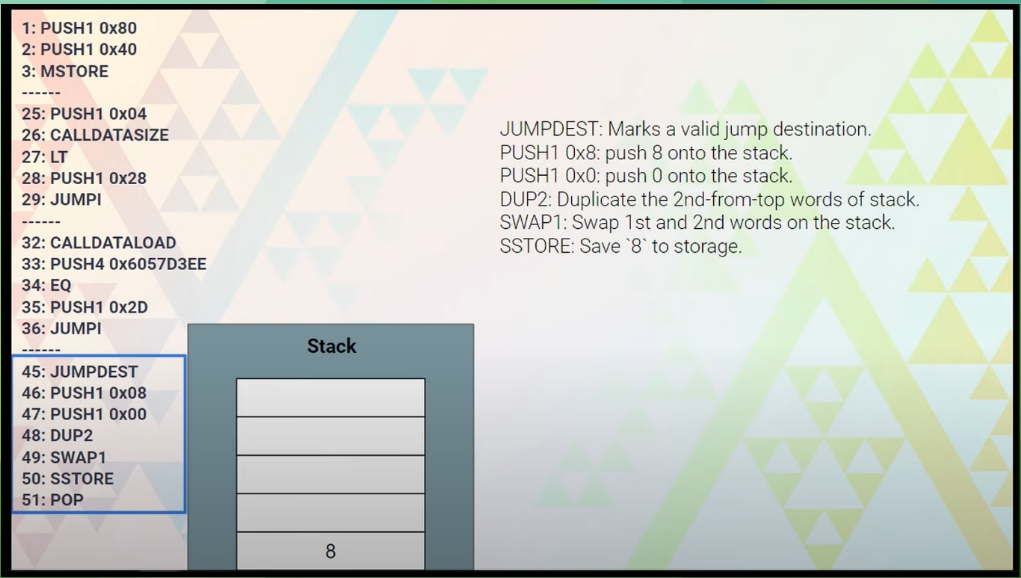 1: PUSH1 0x80
2: PUSH1 0x40
3: MSTORE
------
25: PUSH1 0x04
26: CALLDATASIZE
27: LT
28: PUSH1 0x28
29: JUMPI
------
32: CALLDATALOAD
33: PUSH4 0x6057D3EE
34: EQ
35: PUSH1 0x2D
36: JUMPI
------
45: JUMPDEST
46: PUSH1 0x08
47: PUSH1 0x00
48: DUP2
49: SWAP1
50: SSTORE
51: POP
Stack
8
JUMPDEST: Marks a valid jump destination.
PUSH1 0x8: push 8 onto the stack.
PUSH1 0x0: push 0 onto the stack.
DUP2: Duplicate the 2nd-from-top words of stack.
SWAP1: Swap 1st and 2nd words on the stack.
SSTORE: Save `8` to storage.